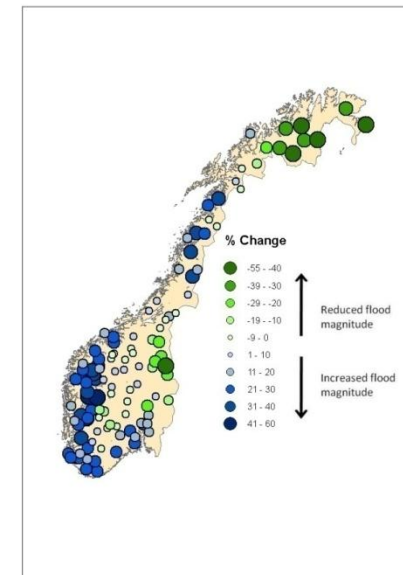 % Change
-55 - -40
-39 - -30
-29 - -20
-19 - -10
-9 - 0
1 - 10
11 - 20
21 - 30
31 - 40
41 - 60
Reduced flood
magnitude
Increased flood
magnitude